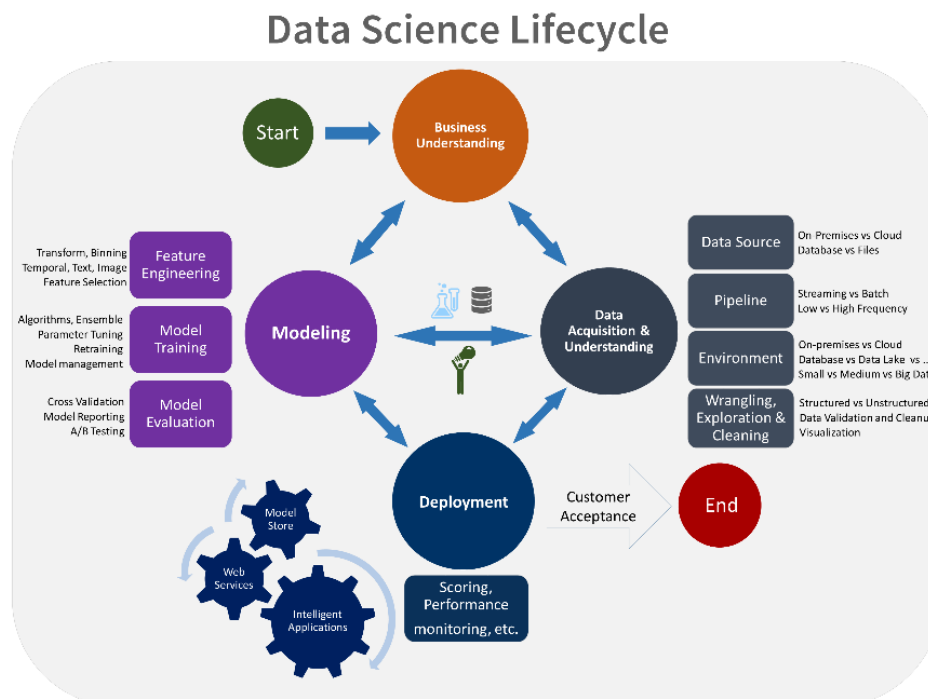 Data Science Lifecycle
Start
Business
Understanding
Transform, Binning
Temporal, Text, Image
Feature Selection
Feature
Engineering
Algorithms, Ensemble
Parameter Tuning
Retraining
Model management
Model
Training
Cross Validation
Model Reporting
A/B Testing
Model
Evaluation
Modeling
Data
Acquisition &
Understanding
Data Source
On-Premises vs Cloud
Database vs Files
Pipeline
Streaming vs Batch
Low vs High Frequency
Environment
On-premises vs Cloud
Database vs Data Lake vs ..
Small vs Medium vs Big Dat
Wrangling,
Exploration &
Cleaning
Structured vs Unstructured
Data Validation and Cleanu
Visualization
Deployment
Customer
Acceptance
End
Model
Store
Web
Services
Intelligent
Applications
Scoring,
Performance
monitoring, etc.